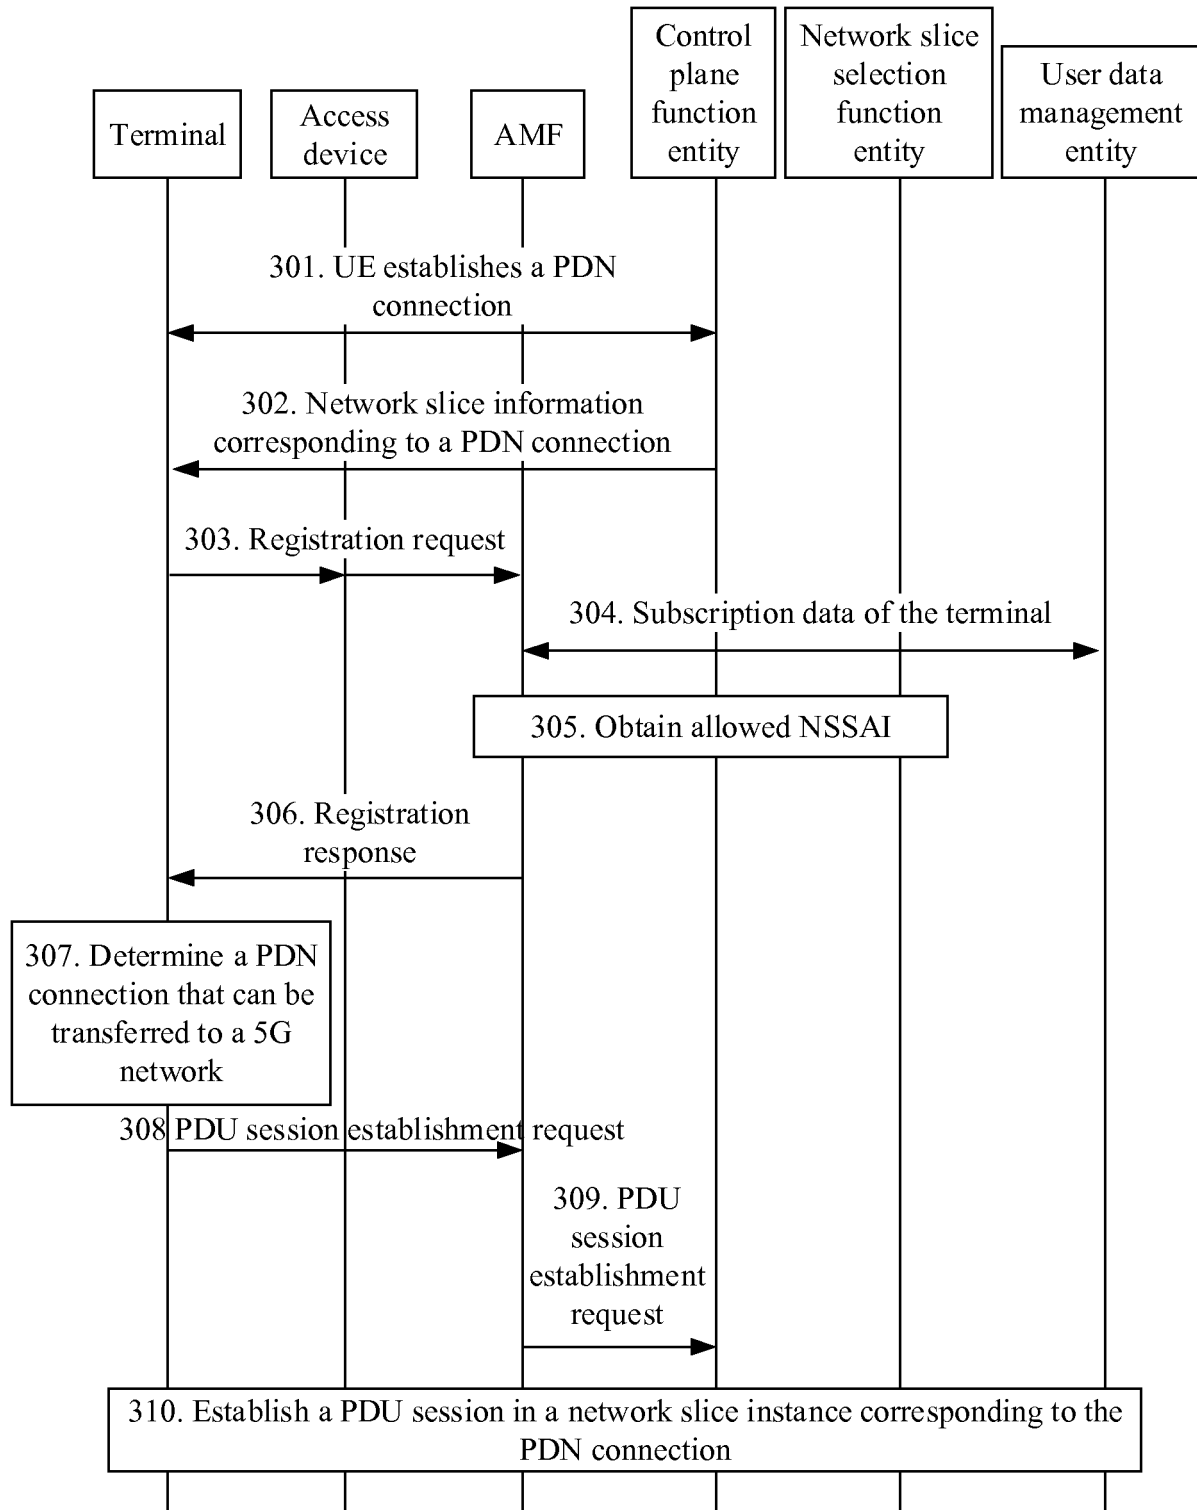 Terminal
Access
device
AMF
Control
plane
function
entity
Network slice
selection
function
entity
User data
management
entity
301. UE establishes a PDN
connection
302. Network slice information
corresponding to a PDN connection
303. Registration request
304. Subscription data of the terminal
305. Obtain allowed NSSAI
306. Registration
response
307. Determine a PDN
connection that can be
transferred to a 5G
network
308 PDU session establishment request
309. PDU
session
establishment
request
310. Establish a PDU session in a network slice instance corresponding to the
PDN connection